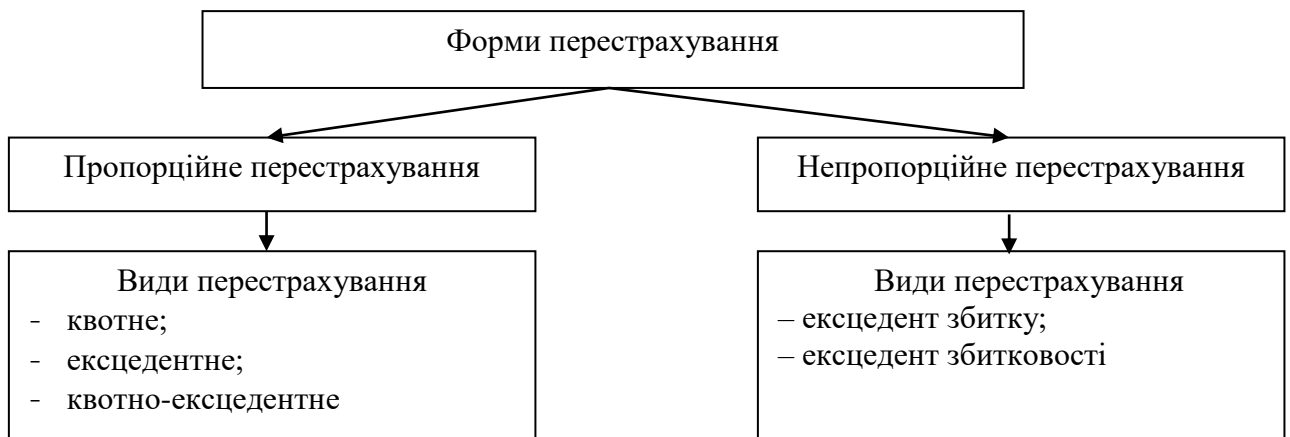 Форми перестрахування
Пропорційне перестрахування
Непропорційне перестрахування
Види перестрахування
- квотне;
- ексцедентне;
- квотно-ексцедентне
Види перестрахування
– ексцедент збитку;
– ексцедент збитковості